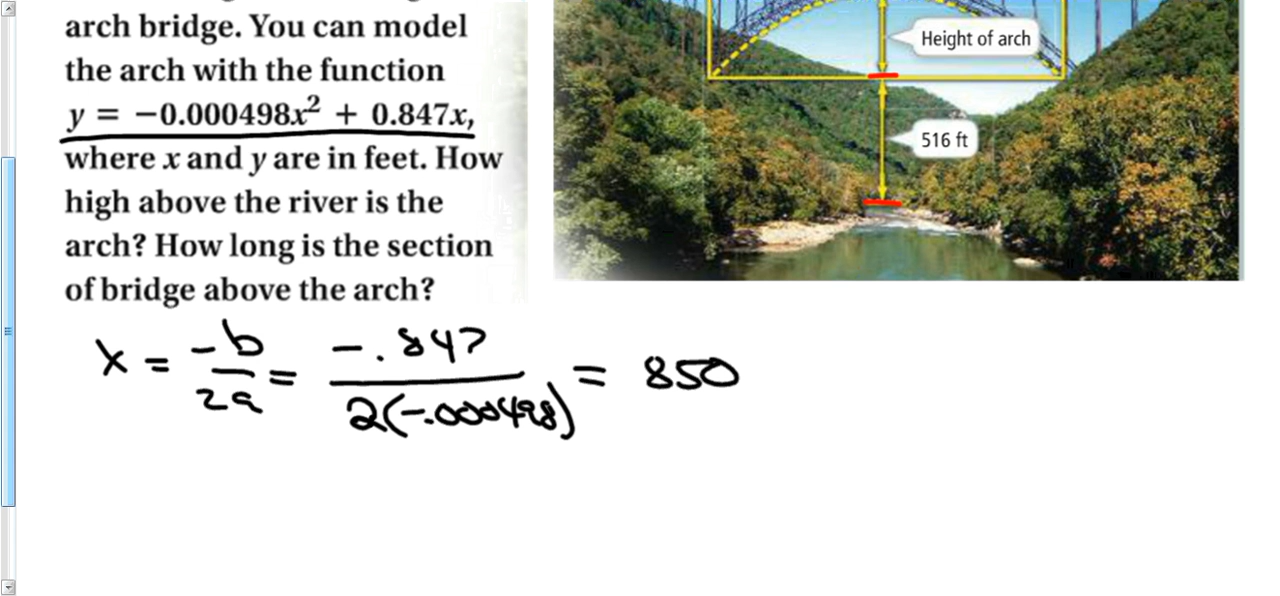 arch bridge. You can model
the arch with the function
y = −0.000498x² + 0.847x,
where x and y are in feet. How
high above the river is the
arch? How long is the section
of bridge above the arch?
Height of arch
516 ft
x = -b/2a = -.847/2(-.000498) = 850